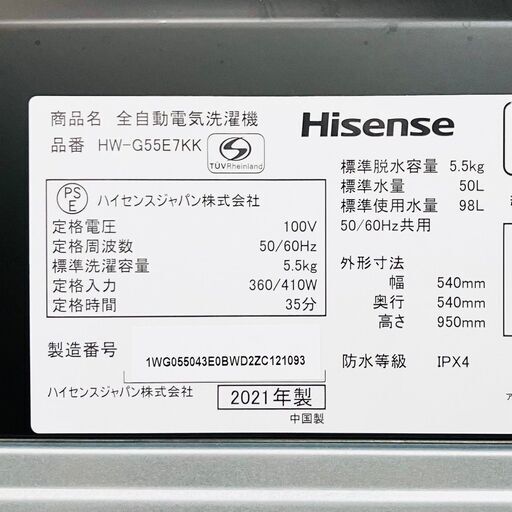 商品名 全自動電気洗濯機
品番 HW-G55E7KK
TÜVRheinland
Hisense
PS
E
ハイセンスジャパン株式会社
定格電圧 100V
定格周波数 50/60Hz
標準洗濯容量 5.5kg
定格入力 360/410W
定格時間 35分
標準脱水容量 5.5kg
標準水量 50L
標準使用水量 98L
50/60Hz共用
外形寸法
幅 540mm
奥行 540mm
高さ 950mm
防水等級 IPX4
製造番号 1WG055043E0BWD2ZC121093
ハイセンスジャパン株式会社 2021年製
中国製